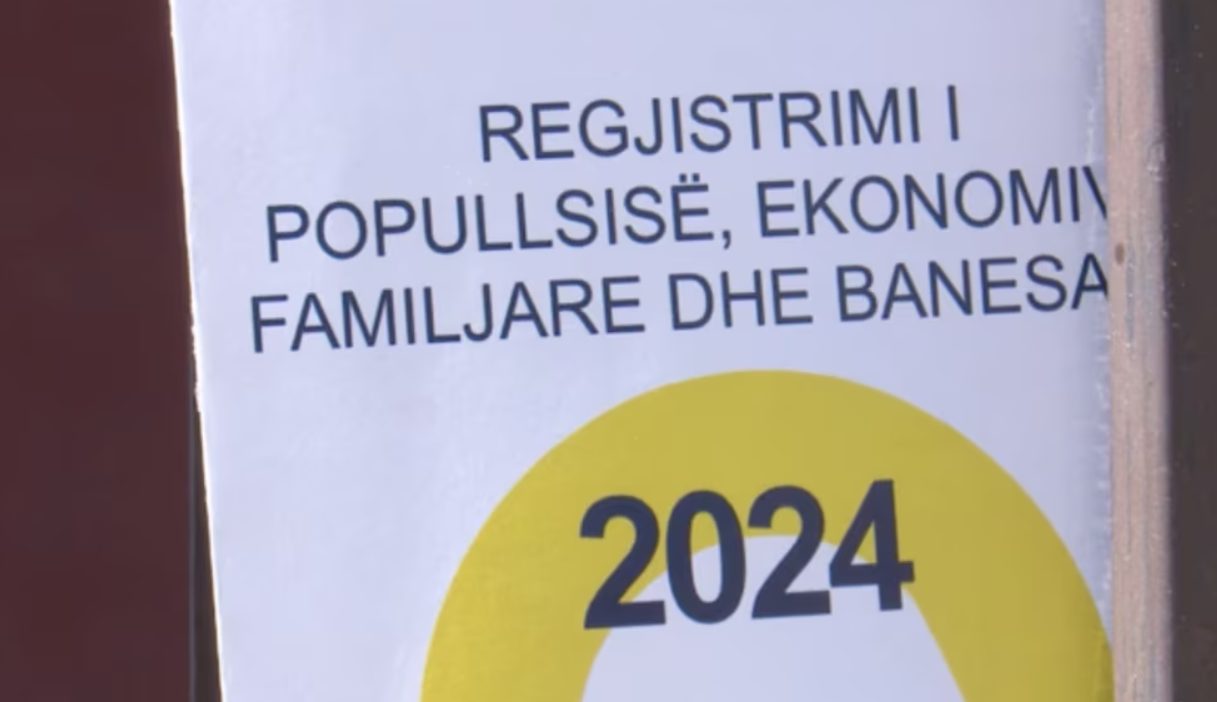 REGJISTRIMI I
POPULLSISË, EKONOMIV
FAMILJARE DHE BANESA
2024